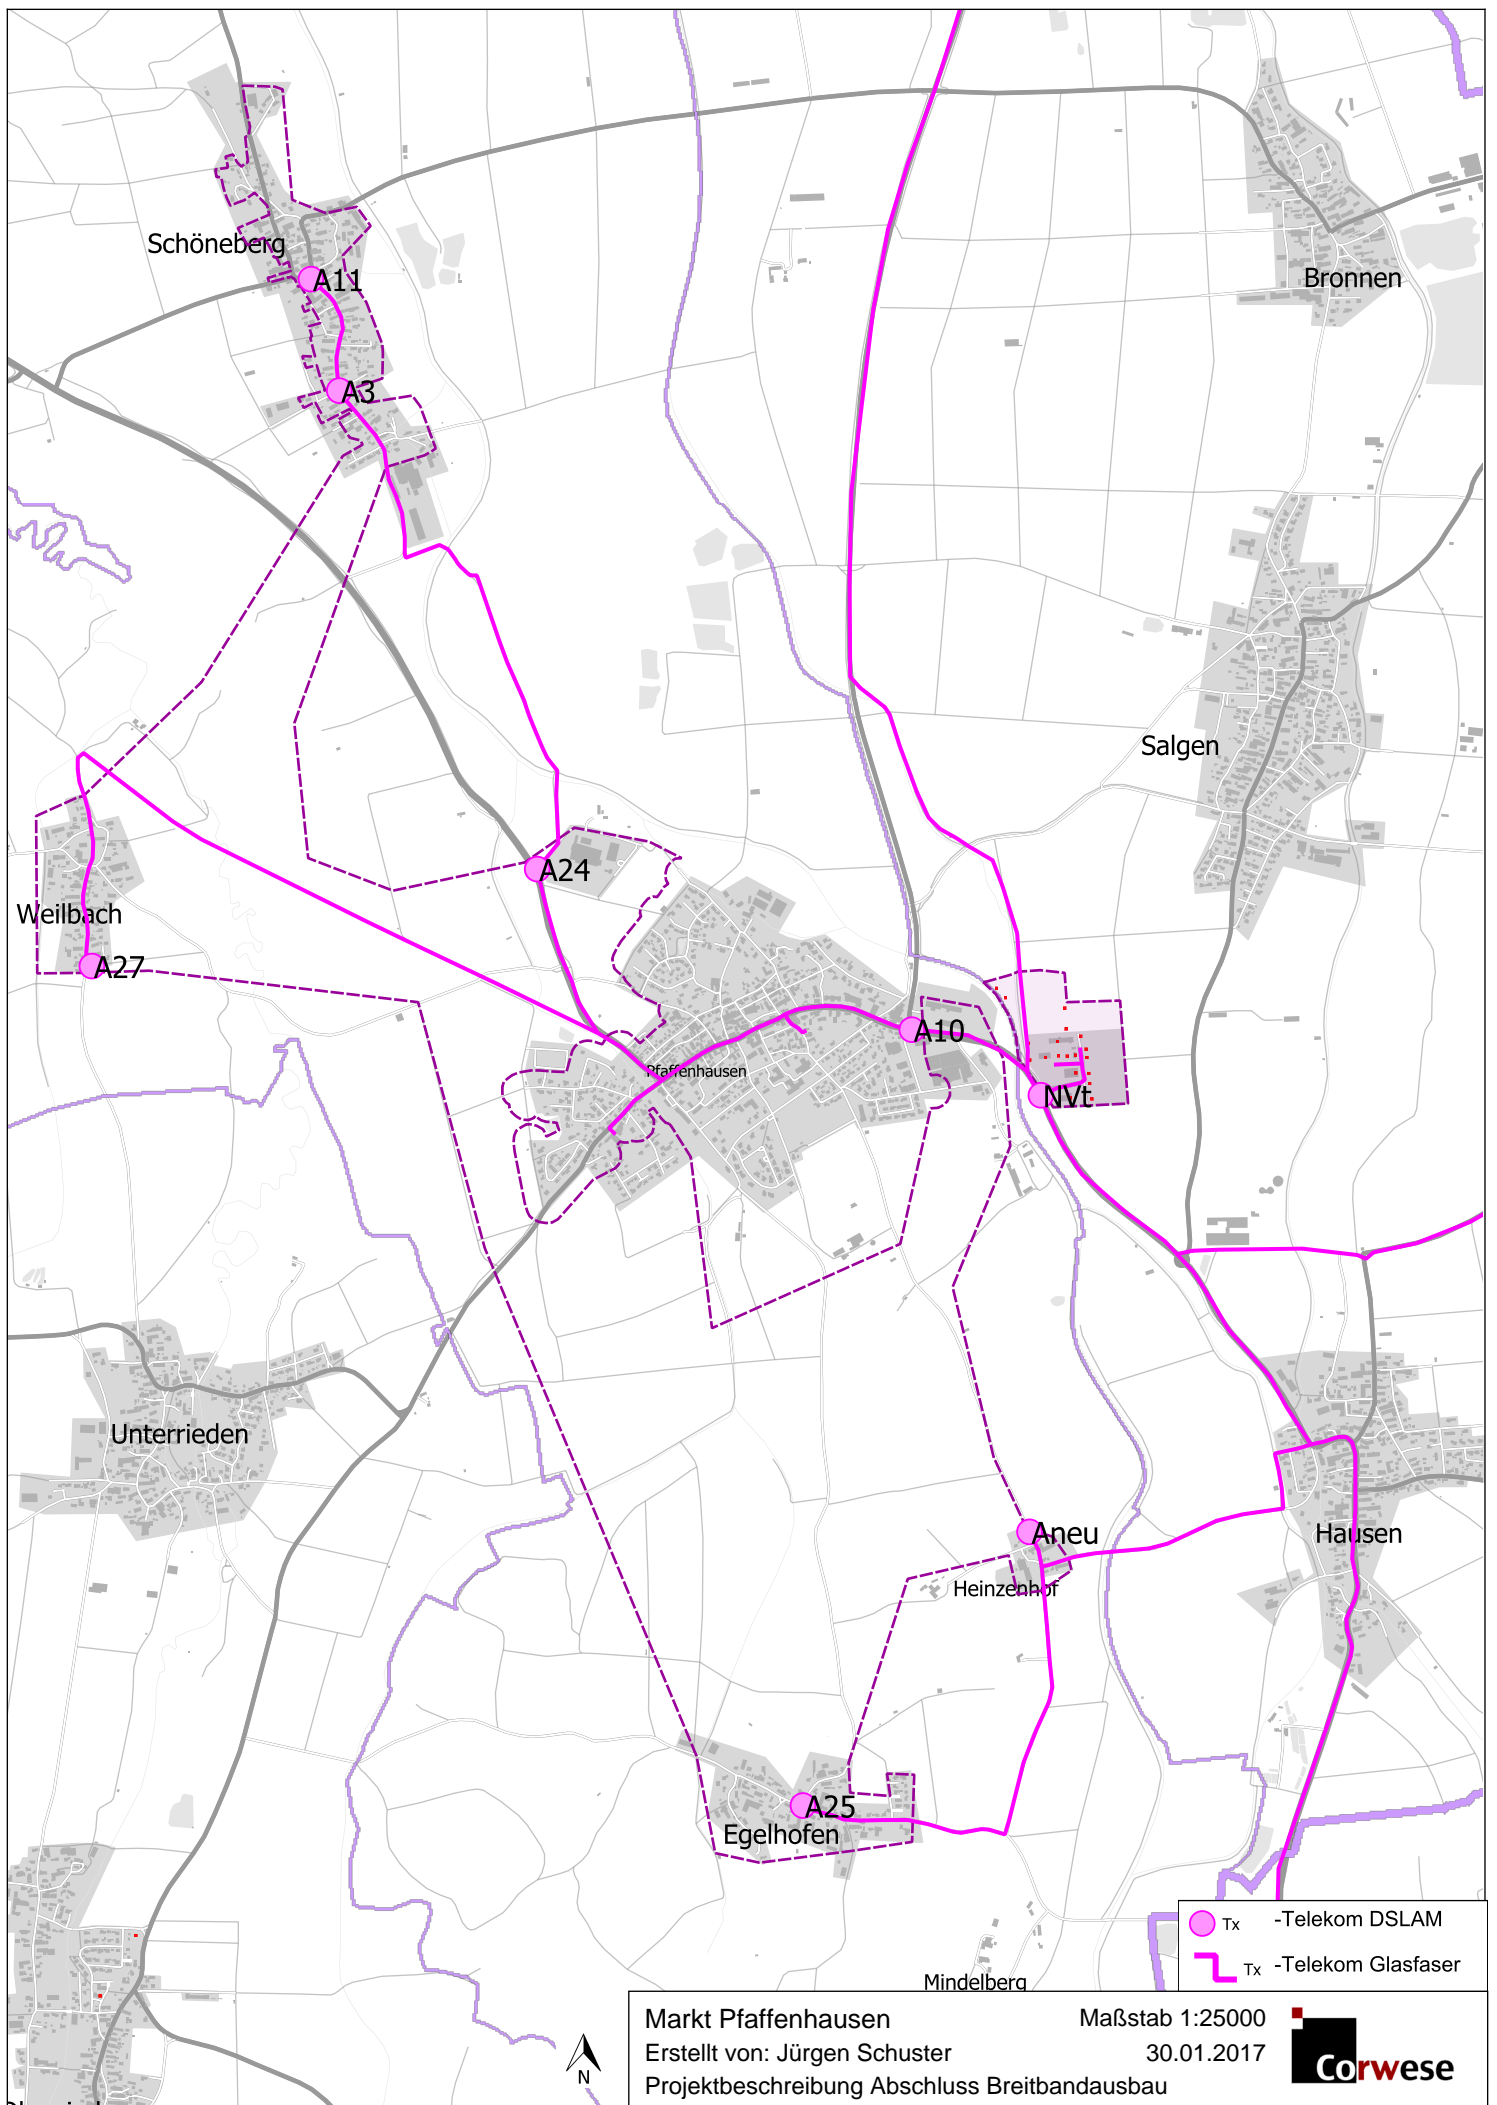 Schöneberg
A11
Bronnen
A3
Salgen
A24
Weilbach
A27
A10
Pfaffenhausen
NVt
Unterrieden
Aneu
Hausen
Heinzenhof
A25
Egelhofen
Mindelberg
Tx -Telekom DSLAM
Tx -Telekom Glasfaser
Markt Pfaffenhausen Maßstab 1:25000
Erstellt von: Jürgen Schuster 30.01.2017
Projektbeschreibung Abschluss Breitbandausbau
Corwese
N